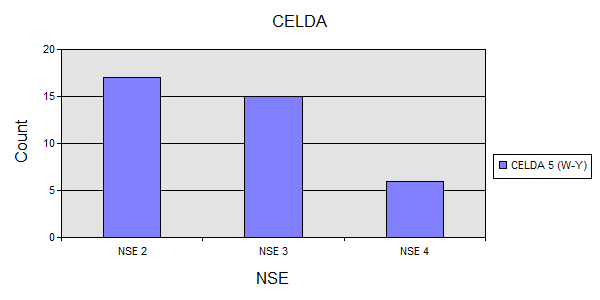 CELDA
Count
20
15
10
5
0
NSE 2
NSE 3
NSE 4
NSE
CELDA 5 (W-Y)